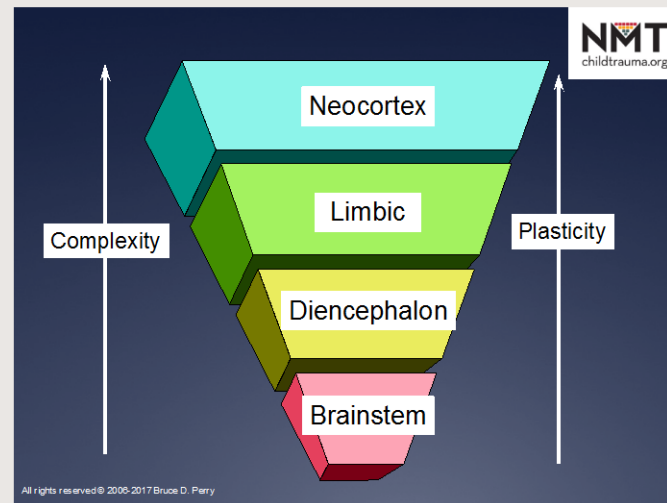 NMT
childtrauma.org
Neocortex
Limbic
Complexity
Plasticity
Diencephalon
Brainstem
All rights reserved © 2006-2017 Bruce D. Perry